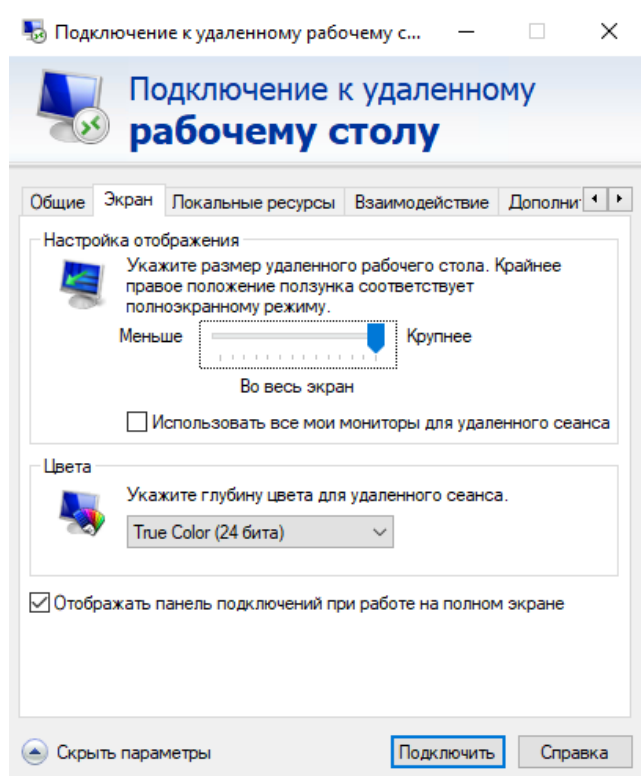 Подключение к удаленному рабочему с...
Подключение к удаленному
рабочему столу
Общие Экран Локальные ресурсы Взаимодействие Дополни
Настройка отображения
Укажите размер удаленного рабочего стола. Крайнее
правое положение ползунка соответствует
полноэкранному режиму.
Меньше Крупнее
Во весь экран
Использовать все мои мониторы для удаленного сеанса
Цвета
Укажите глубину цвета для удаленного сеанса.
True Color (24 бита)
Отображать панель подключений при работе на полном экране
Скрыть параметры Подключить Справка